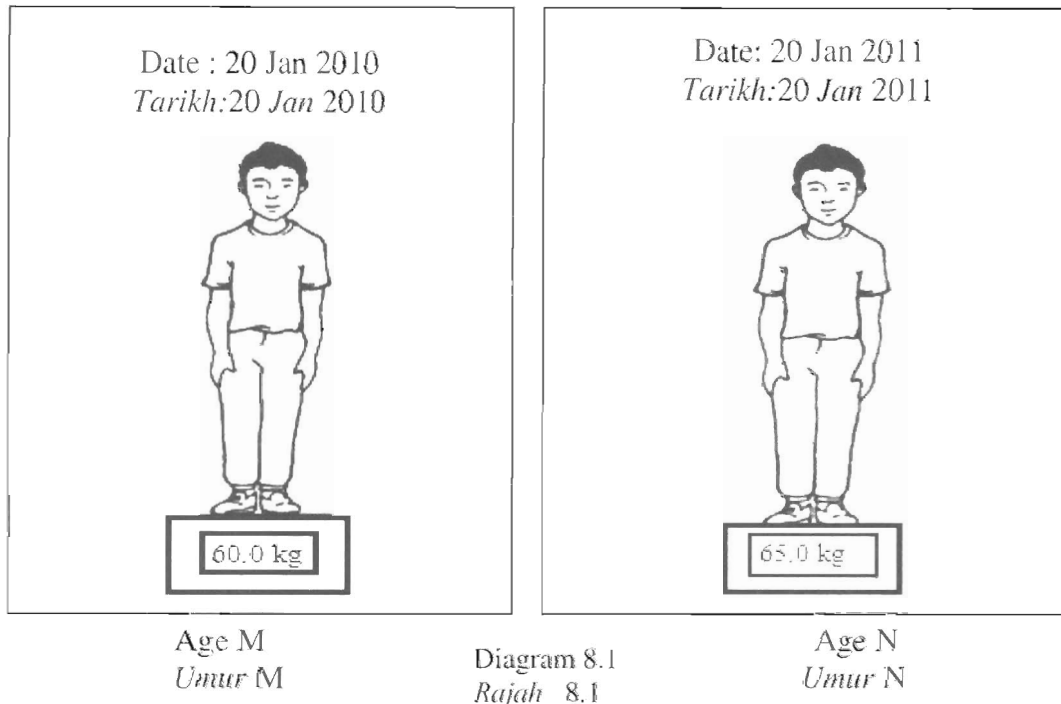 Date : 20 Jan 2010
Tarikh:20 Jan 2010
60.0 kg
Age M
Umur M
Date: 20 Jan 2011
Tarikh:20 Jan 2011
65.0 kg
Age N
Umur N
Diagram 8.1
Rajah 8.1